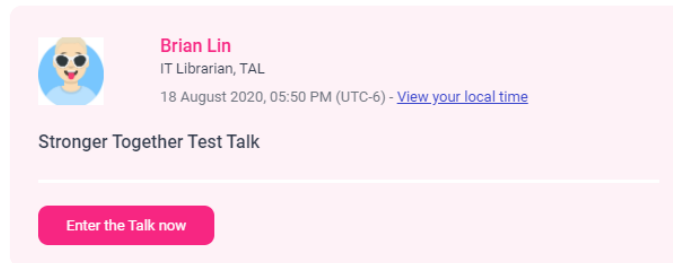 Brian Lin
IT Librarian, TAL
18 August 2020, 05:50 PM (UTC-6) - View your local time
Stronger Together Test Talk
Enter the Talk now